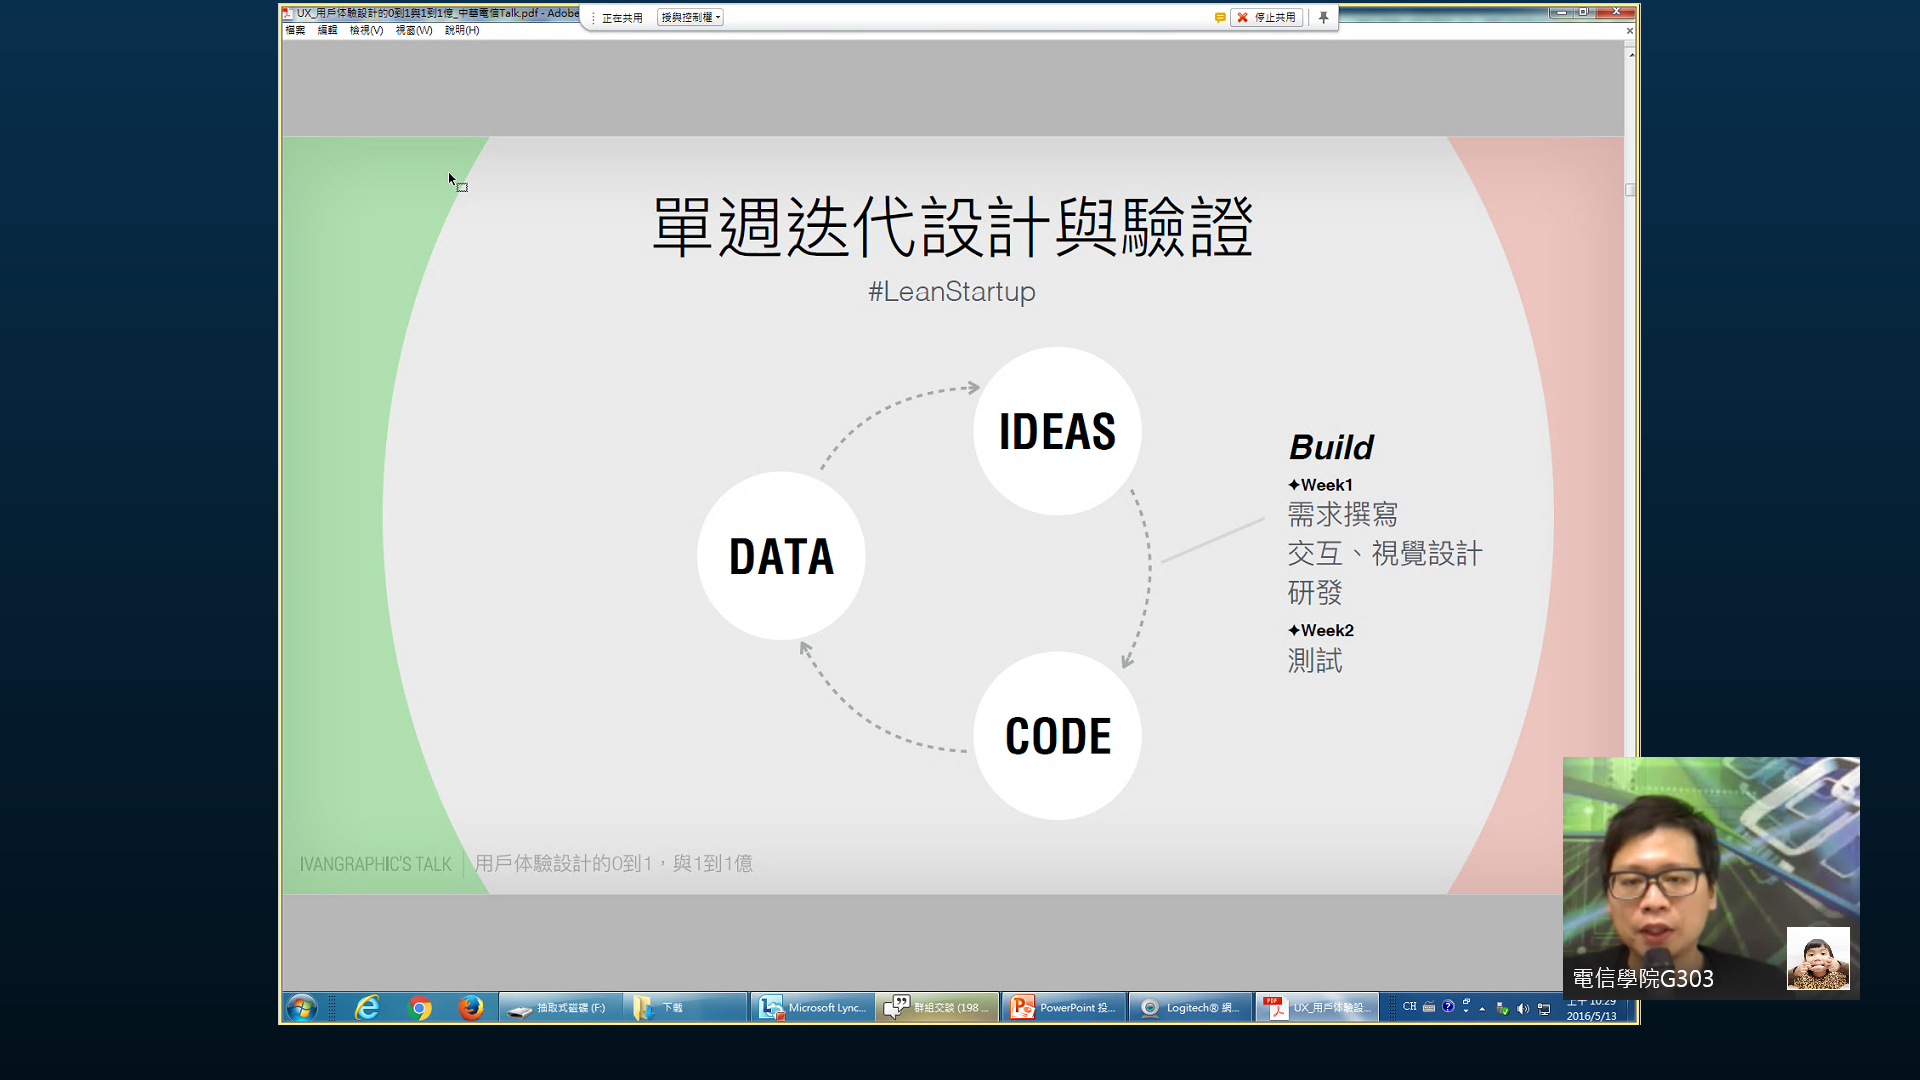 UX_用戶体驗設計的0到1與1到1億_中華電信Talk.pdf - Adobe
正在共用
授與控制權
停止共用
檔案 編輯 檢視(V) 視窗(W) 說明(H)
單週迭代設計與驗證
#LeanStartup
IDEAS
DATA
CODE
Build
✦Week1
需求撰寫
交互、視覺設計
研發
✦Week2
測試
IVANGRAPHIC'S TALK | 用戶体驗設計的0到1，與1到1億
電信學院G303
抽取式磁碟 (F:)
下載
Microsoft Lync...
群組交談 (198 ...
PowerPoint 投...
Logitech® 網...
UX_用戶体驗設...
CH
上午 10:29
2016/5/13